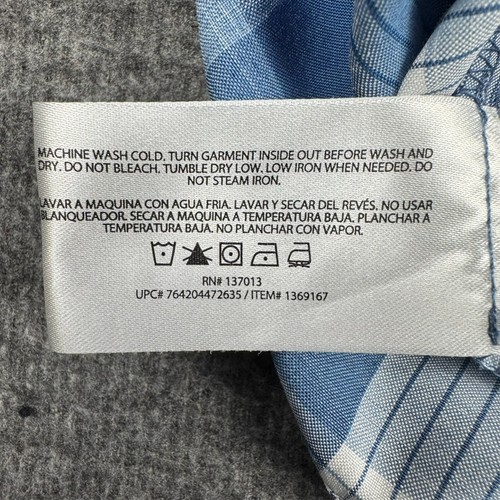 MACHINE WASH COLD. TURN GARMENT INSIDE OUT BEFORE WASH AND
DRY. DO NOT BLEACH. TUMBLE DRY LOW. LOW IRON WHEN NEEDED. DO
NOT STEAM IRON.
LAVAR A MAQUINA CON AGUA FRIA. LAVAR Y SECAR DEL REVÉS. NO USAR
BLANQUEADOR. SECAR A MAQUINA A TEMPERATURA BAJA. PLANCHAR A
TEMPERATURA BAJA. NO PLANCHAR CON VAPOR.
RN# 137013
UPC# 764204472635 / ITEM# 1369167